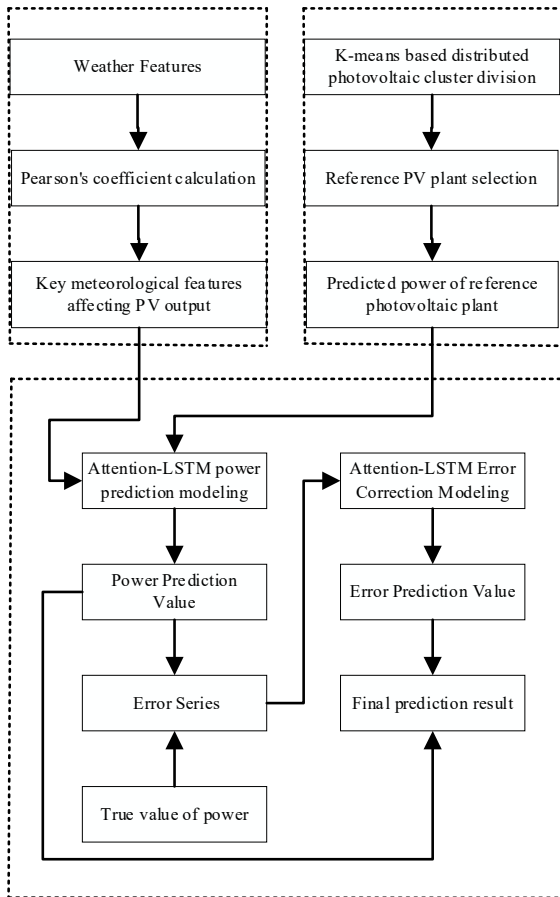 Weather Features
Pearson's coefficient calculation
Key meteorological features
affecting PV output
K-means based distributed
photovoltaic cluster division
Reference PV plant selection
Predicted power of reference
photovoltaic plant
Attention-LSTM power
prediction modeling
Power Prediction
Value
Error Series
True value of power
Attention-LSTM Error
Correction Modeling
Error Prediction Value
Final prediction result